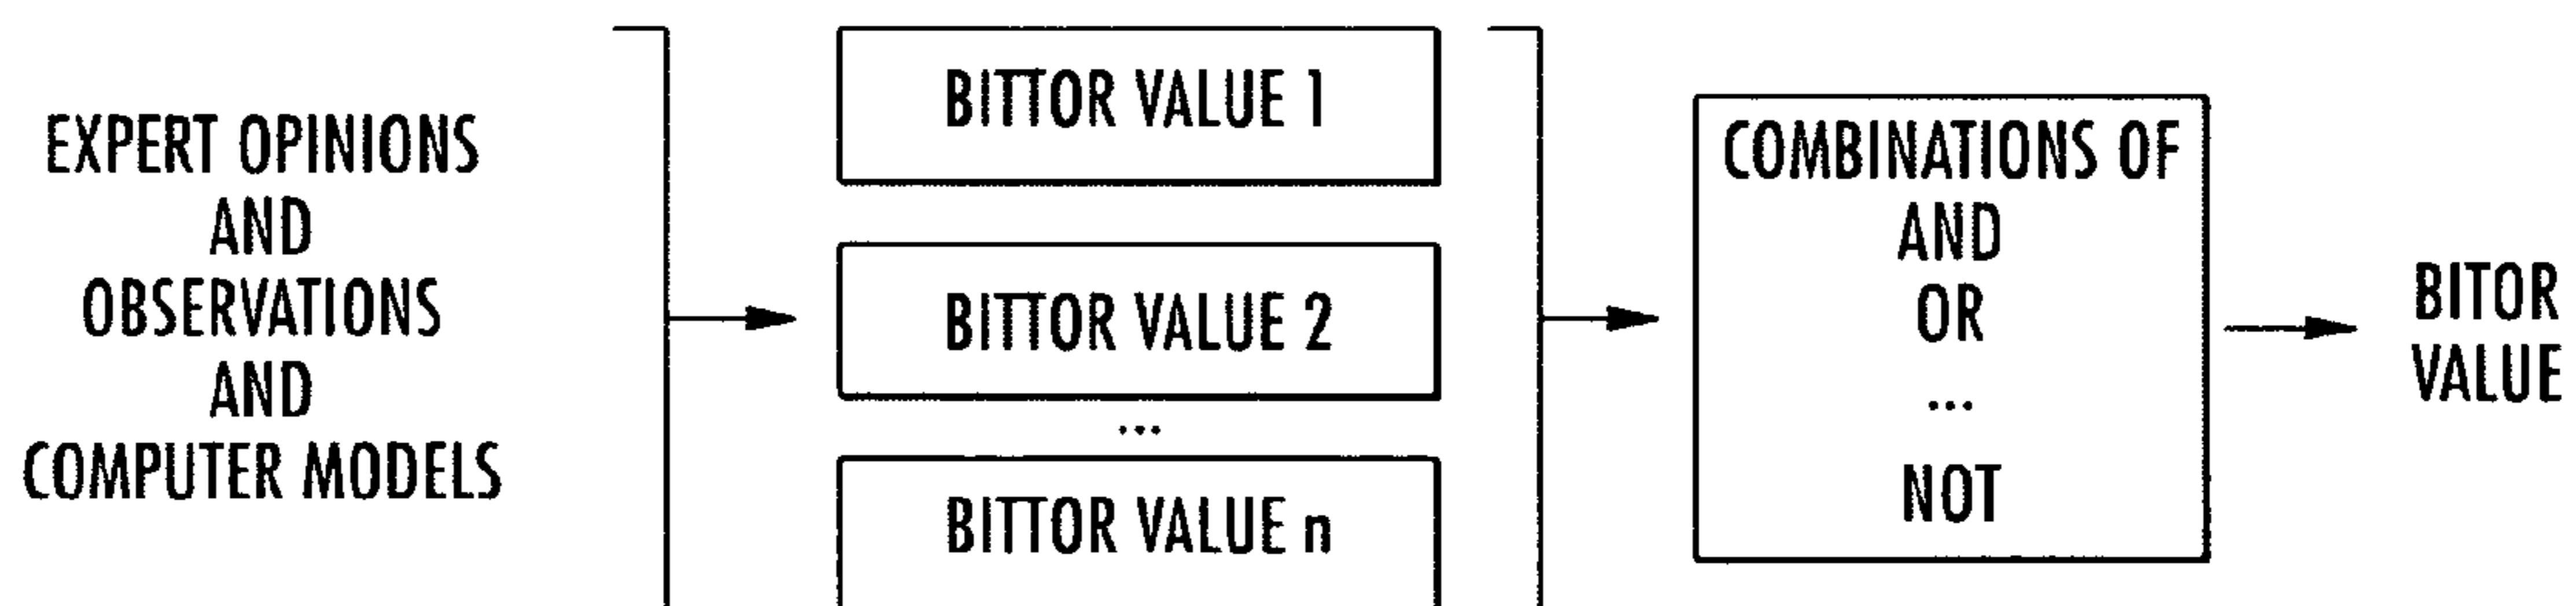 EXPERT OPINIONS
AND
OBSERVATIONS
AND
COMPUTER MODELS
BITTOR VALUE 1
BITTOR VALUE 2
...
BITTOR VALUE n
COMBINATIONS OF
AND
OR
...
NOT
BITOR
VALUE